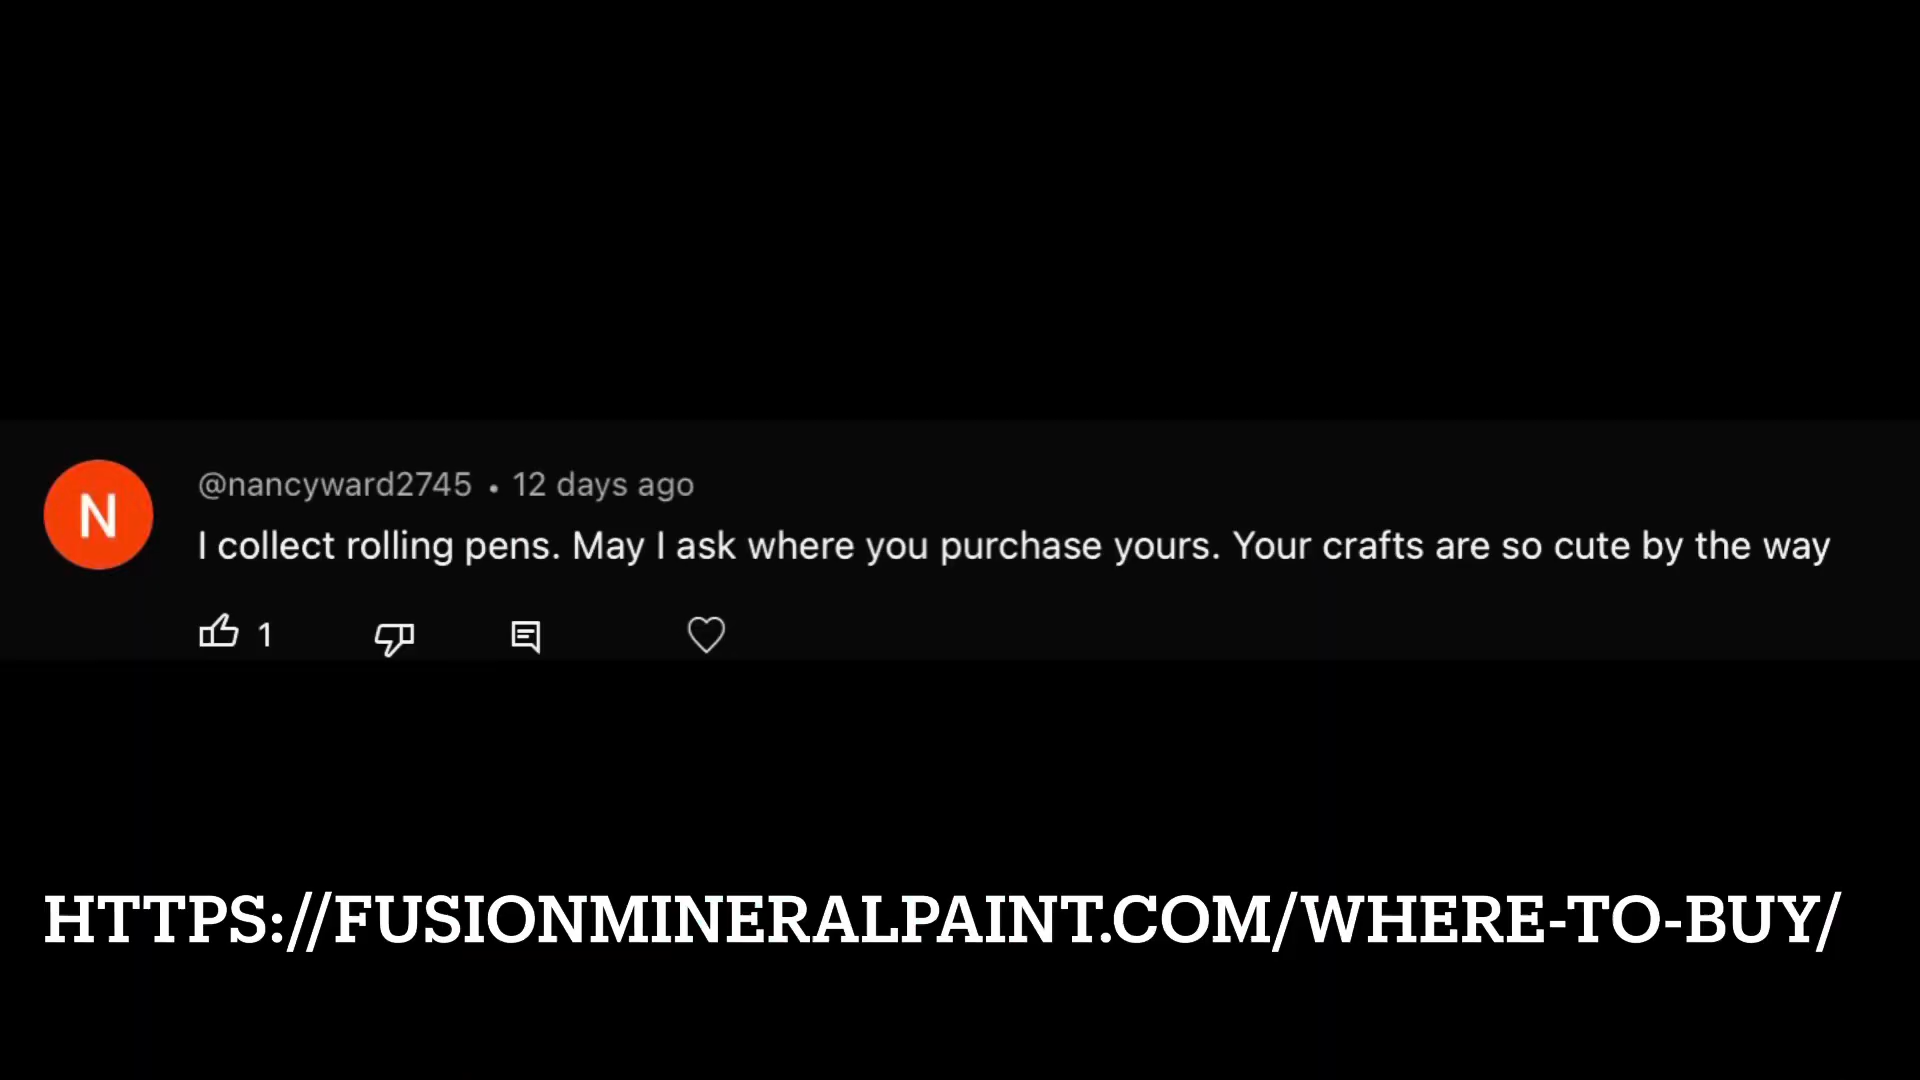 N
@nancyward2745 • 12 days ago
I collect rolling pens. May I ask where you purchase yours. Your crafts are so cute by the way
1
HTTPS://FUSIONMINERALPAINT.COM/WHERE-TO-BUY/